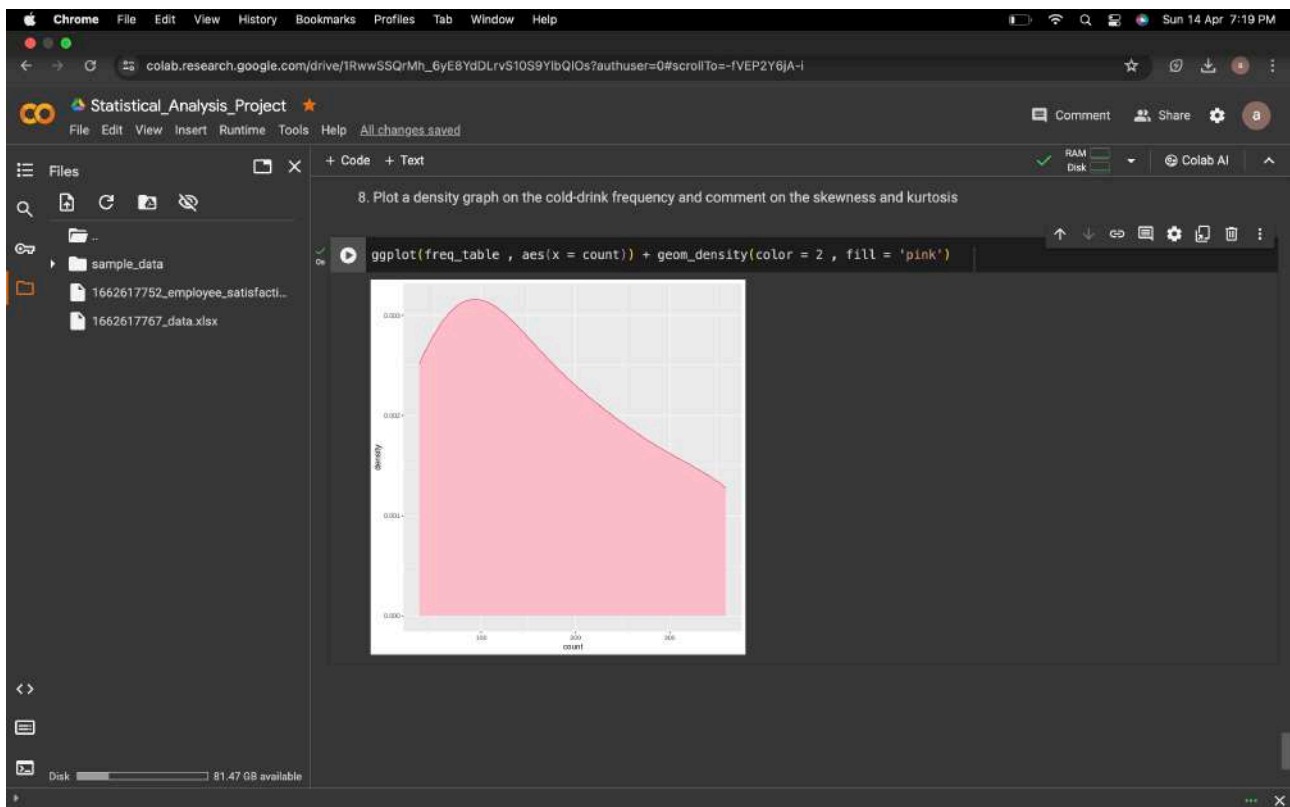 Chrome File Edit View History Bookmarks Profiles Tab Window Help Sun 14 Apr 7:19 PM
colab.research.google.com/drive/1RwwSSQrMh_6yE8YdDLrvS10S9YlbQIOs?authuser=0#scrollTo=-fVEP2Y6jA-i
CO Statistical_Analysis_Project
Comment Share a
File Edit View Insert Runtime Tools Help All changes saved
Files
+ Code + Text
RAM
Disk
Colab AI
8. Plot a density graph on the cold-drink frequency and comment on the skewness and kurtosis
..
sample_data
1662617752_employee_satisfacti...
1662617767_data.xlsx
0s
ggplot(freq_table , aes(x = count)) + geom_density(color = 2 , fill = 'pink')
0.003-
0.002-
density
0.001-
0.000-
100 200 300
count
Disk 81.47 GB available